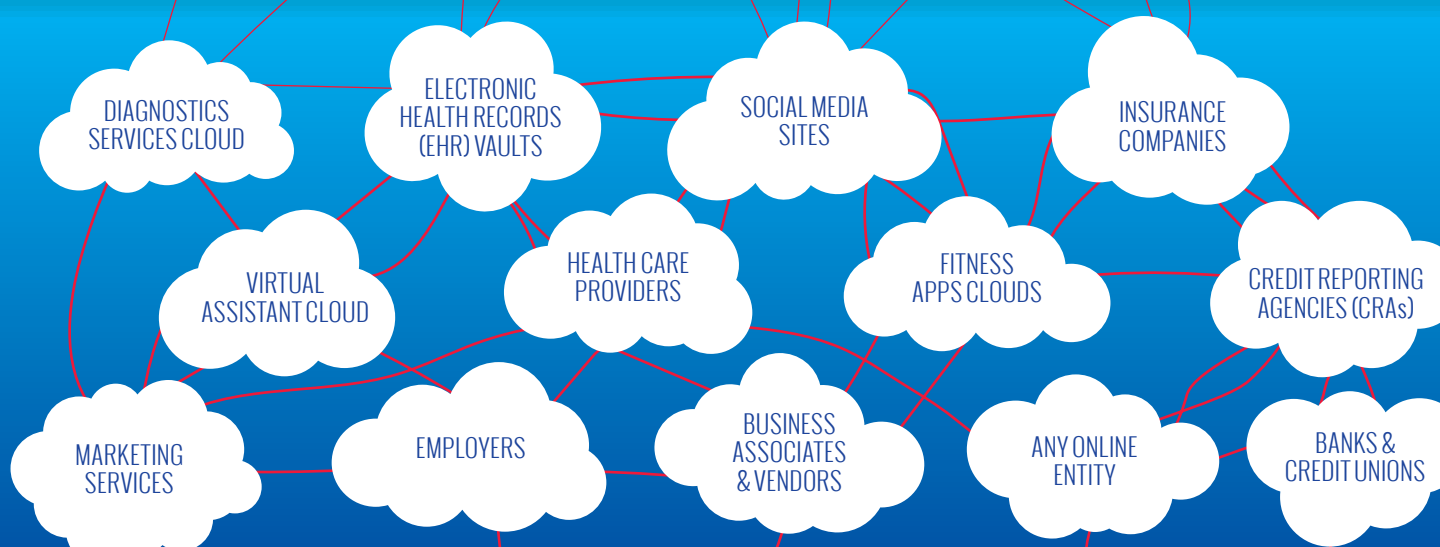 DIAGNOSTICS
SERVICES CLOUD
ELECTRONIC
HEALTH RECORDS
(EHR) VAULTS
SOCIAL MEDIA
SITES
INSURANCE
COMPANIES
VIRTUAL
ASSISTANT CLOUD
HEALTH CARE
PROVIDERS
FITNESS
APPS CLOUDS
CREDIT REPORTING
AGENCIES (CRAs)
MARKETING
SERVICES
EMPLOYERS
BUSINESS
ASSOCIATES
& VENDORS
ANY ONLINE
ENTITY
BANKS &
CREDIT UNIONS